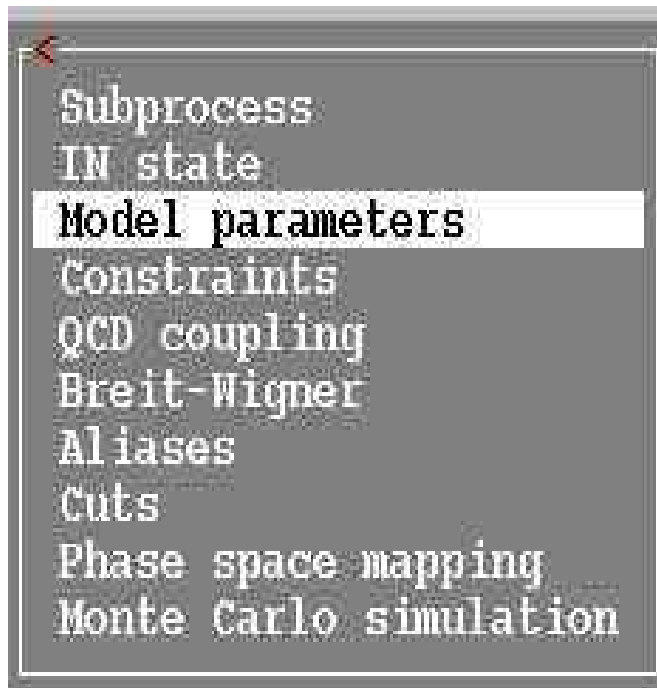 <
Subprocess
IN state
Model parameters
Constraints
QCD coupling
Breit-Wigner
Aliases
Cuts
Phase space mapping
Monte Carlo simulation